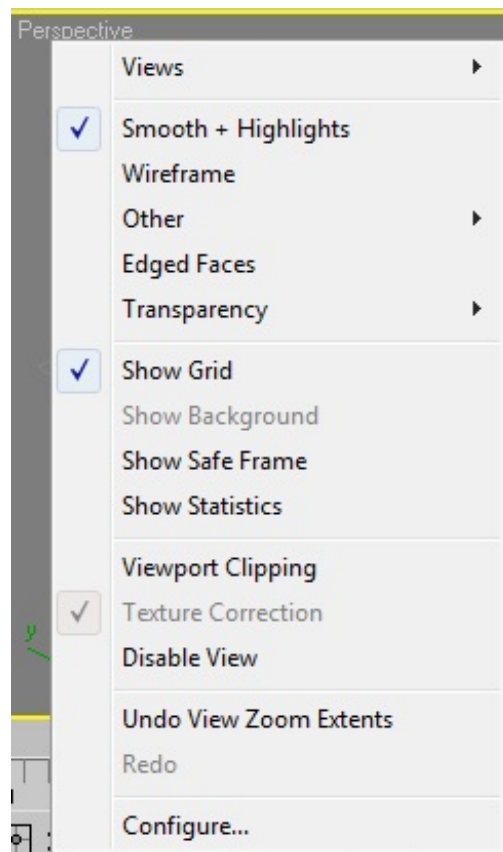 Perspective
Views
Smooth + Highlights
Wireframe
Other
Edged Faces
Transparency
Show Grid
Show Background
Show Safe Frame
Show Statistics
Viewport Clipping
Texture Correction
y
Disable View
Undo View Zoom Extents
Redo
Configure...